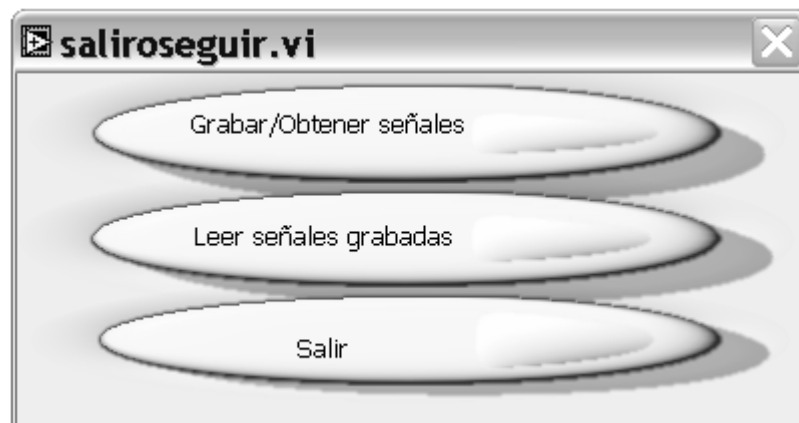 saliroseguir.vi
Grabar/Obtener señales
Leer señales grabadas
Salir